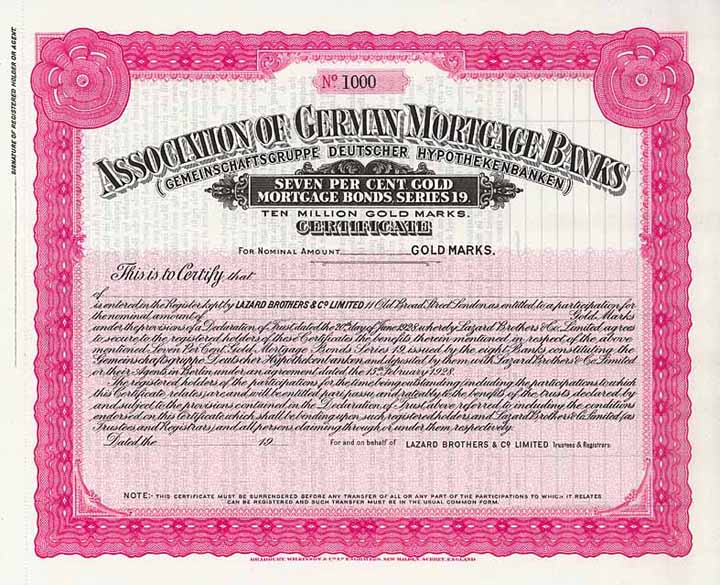 SIGNATURE OF REGISTERED HOLDER OR AGENT.
No. 1000
ASSOCIATION OF GERMAN MORTGAGE BANKS
(GEMEINSCHAFTSGRUPPE DEUTSCHER HYPOTHEKENBANKEN)
SEVEN PER CENT GOLD
MORTGAGE BONDS, SERIES 19.
TEN MILLION GOLD MARKS.
CERTIFICATE
FOR NOMINAL AMOUNT GOLD MARKS.
This is to Certify that
of
is entered in the Register kept by LAZARD BROTHERS & CO LIMITED 11 Old Broad Street London as entitled to a participation for
the nominal amount of Gold Marks
under the provisions of a Declaration of Trust dated the 20th day of June 1928 whereby Lazard Brothers & Co. Limited agrees
to secure to the registered holders of these Certificates the benefits therein mentioned in respect of the above
mentioned Seven Per Cent. Gold Mortgage Bonds Series 19, issued by the eight Banks constituting the
Gemeinschaftsgruppe Deutscher Hypothekenbanken and deposited by them with Lazard Brothers & Co Limited
or their Agents in Berlin under an agreement dated the 15th February 1928.
The registered holders of the participations for the time being outstanding (including the participations to which
this Certificate relates) are and will be entitled pari passu and rateably to the benefits of the trusts declared by
and subject to the provisions contained in the Declaration of Trust above referred to including the conditions
endorsed on this Certificate which shall be binding upon such registered holders and Lazard Brothers & Co Limited (as
Trustees and Registrars) and all persons claiming through or under them respectively.
Dated the 19 For and on behalf of LAZARD BROTHERS & CO LIMITED Trustees & Registrars
NOTE:- THIS CERTIFICATE MUST BE SURRENDERED BEFORE ANY TRANSFER OF ALL OR ANY PART OF THE PARTICIPATIONS TO WHICH IT RELATES
CAN BE REGISTERED AND SUCH TRANSFER MUST BE IN THE USUAL COMMON FORM.
BRADBURY, WILKINSON & CO LD ENGRAVERS, NEW MALDEN, SURREY, ENGLAND